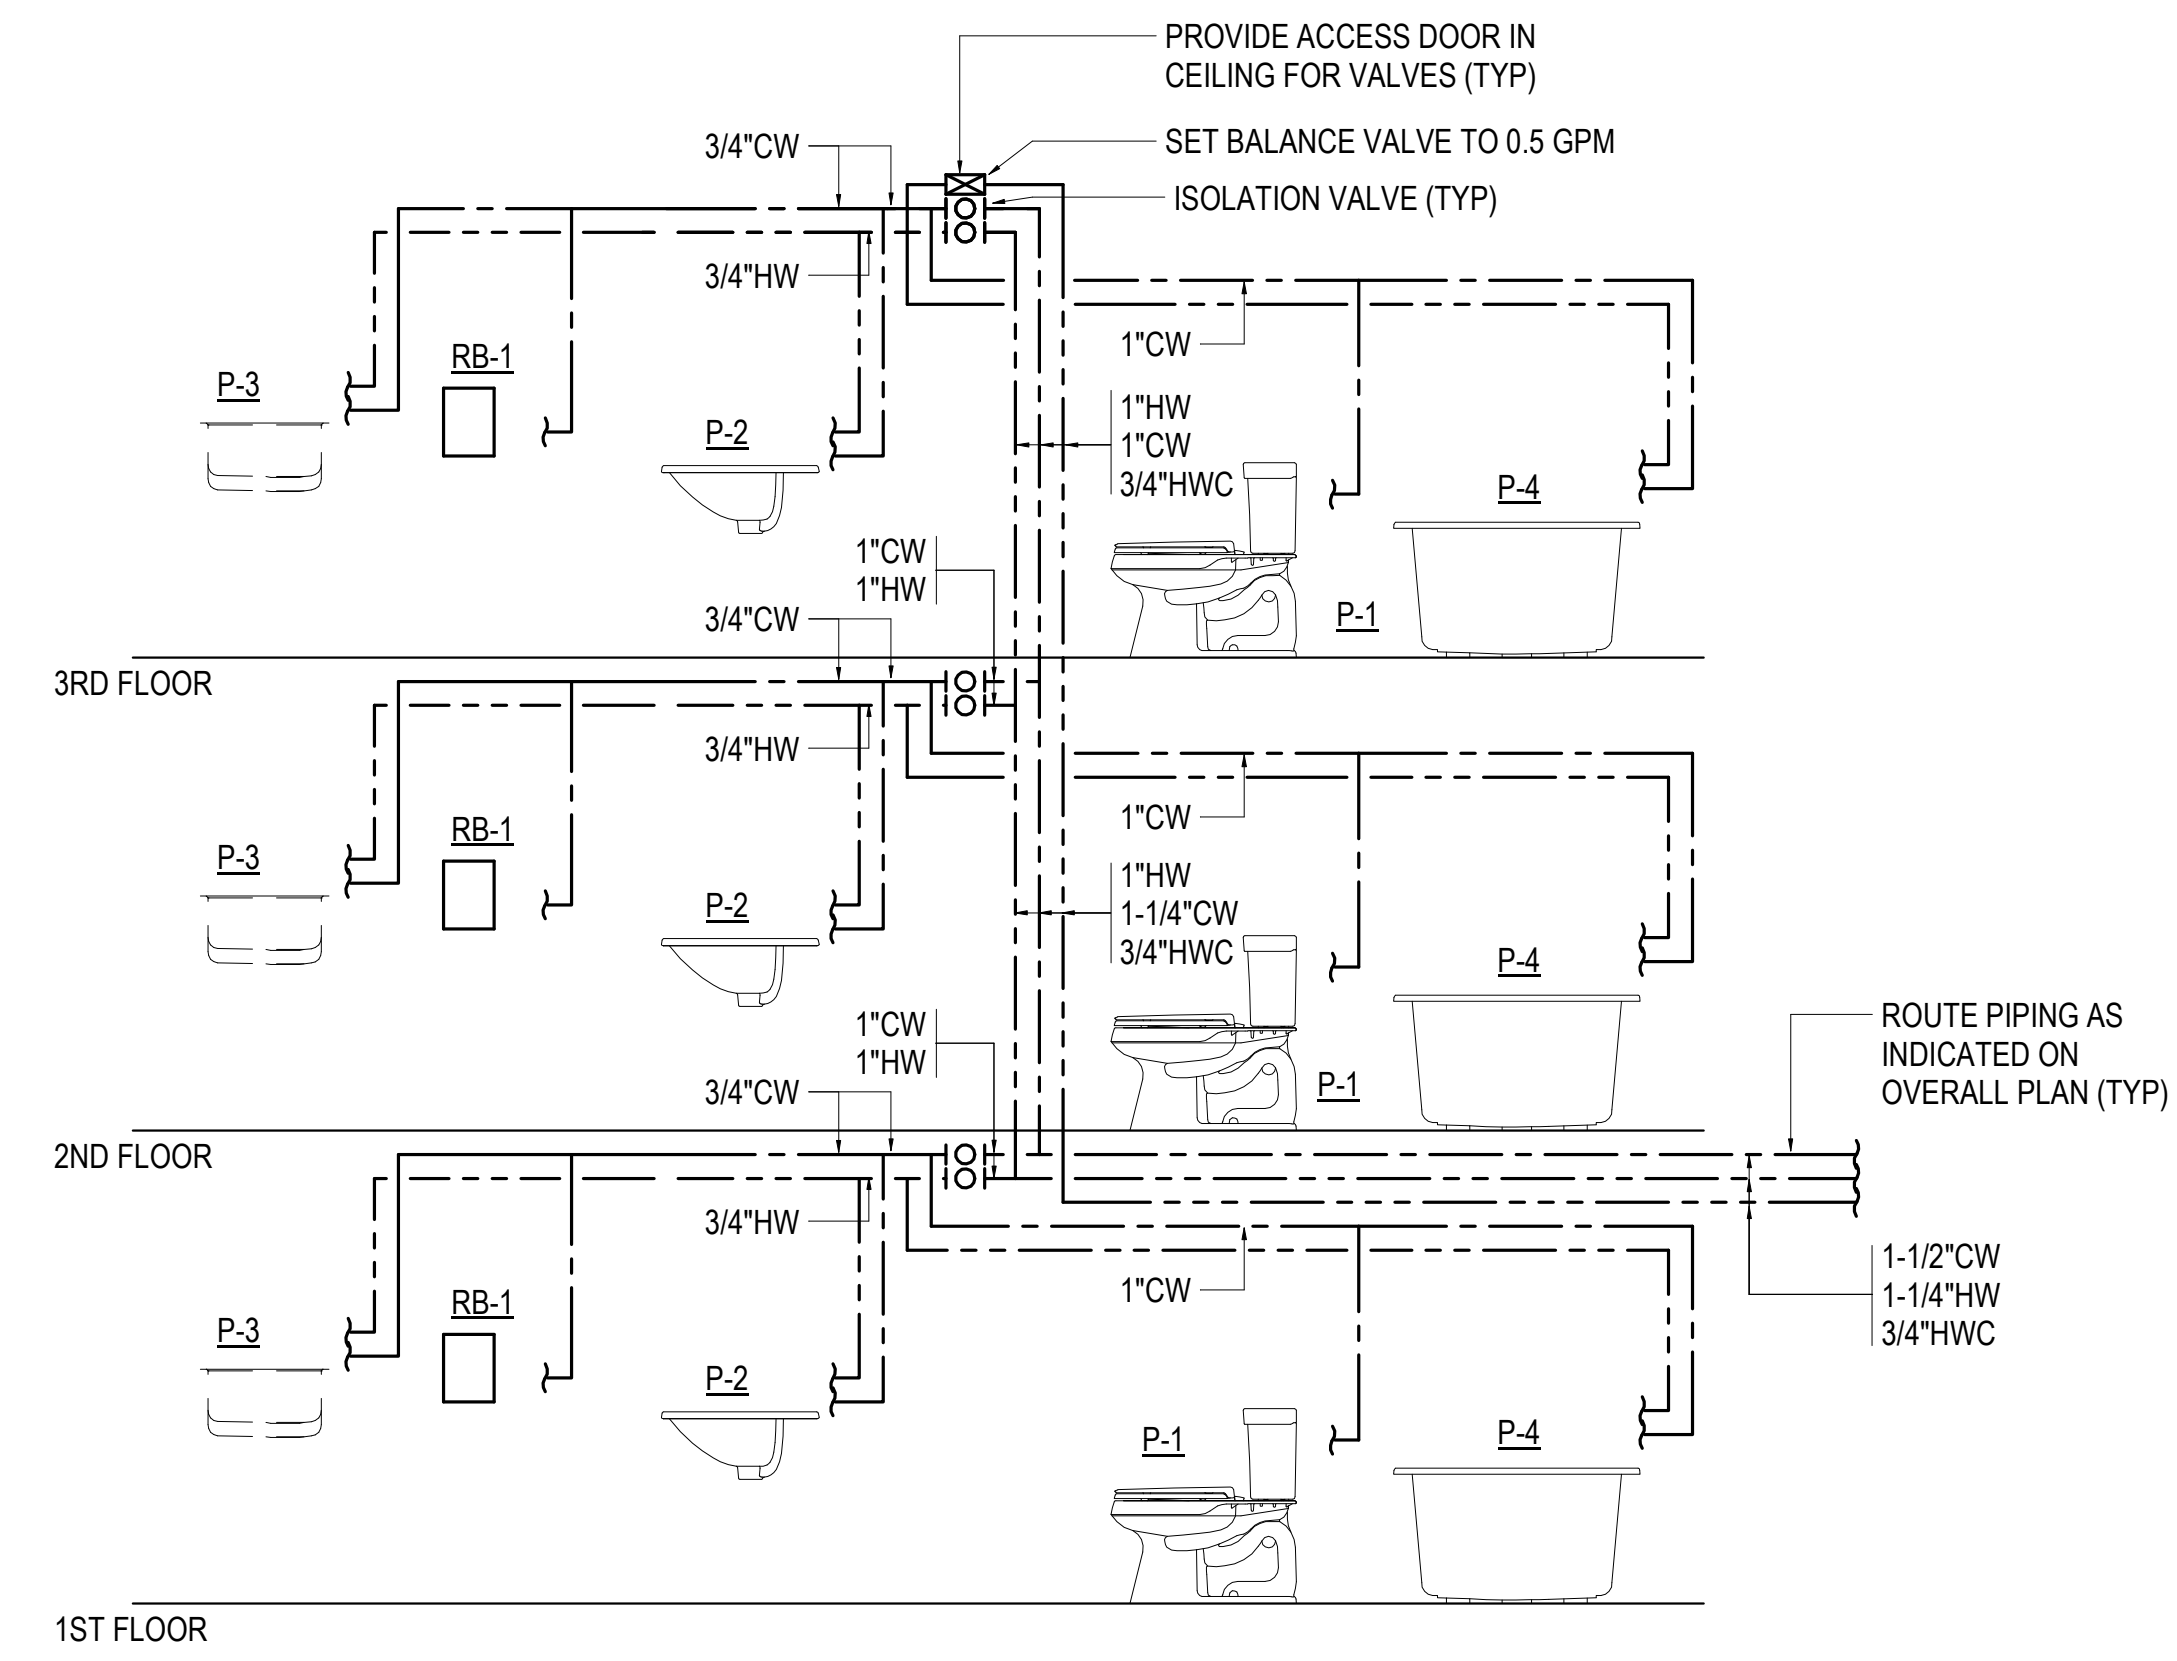 PROVIDE ACCESS DOOR IN
CEILING FOR VALVES (TYP)
SET BALANCE VALVE TO 0.5 GPM
3/4"CW
ISOLATION VALVE (TYP)
3/4"HW
1"CW
RB-1
P-3
1"HW
1"CW
3/4"HWC
P-2
P-4
1"CW
1"HW
3/4"CW
P-1
3RD FLOOR
3/4"HW
1"CW
RB-1
P-3
1"HW
1-1/4"CW
3/4"HWC
P-2
P-4
ROUTE PIPING AS
INDICATED ON
OVERALL PLAN (TYP)
1"CW
1"HW
3/4"CW
P-1
2ND FLOOR
3/4"HW
1"CW
1-1/2"CW
1-1/4"HW
3/4"HWC
RB-1
P-3
P-2
P-1
P-4
1ST FLOOR